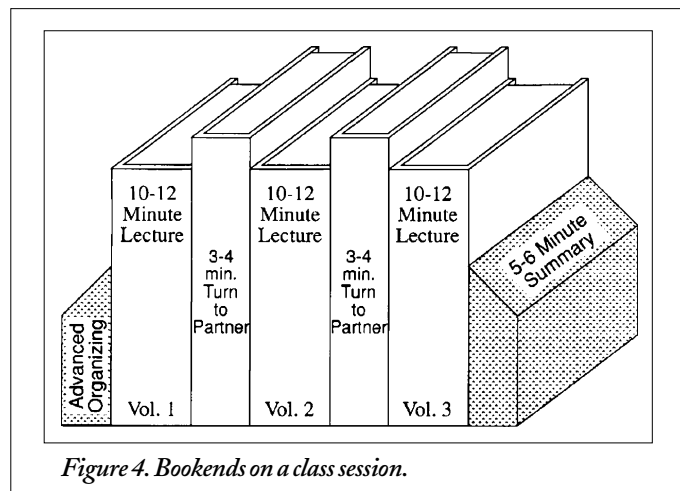 Advanced
Organizing
10-12
Minute
Lecture
Vol. 1
3-4
min.
Turn
to
Partner
10-12
Minute
Lecture
Vol. 2
3-4
min.
Turn
to
Partner
10-12
Minute
Lecture
Vol. 3
5-6 Minute
Summary
Figure 4. Bookends on a class session.